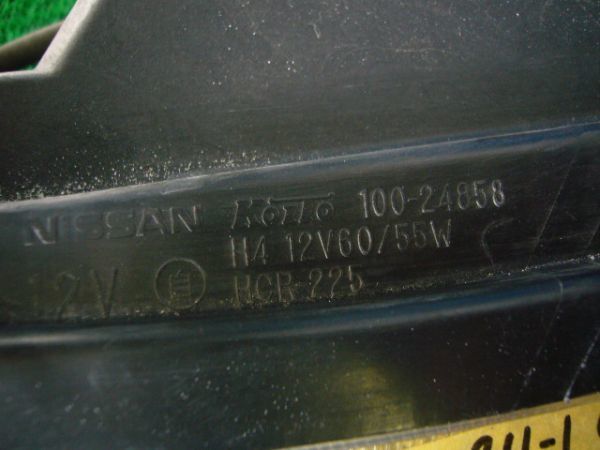 NISSAN KOITO 100-24858
H4 12V60/55W
12V 自 HCR-225